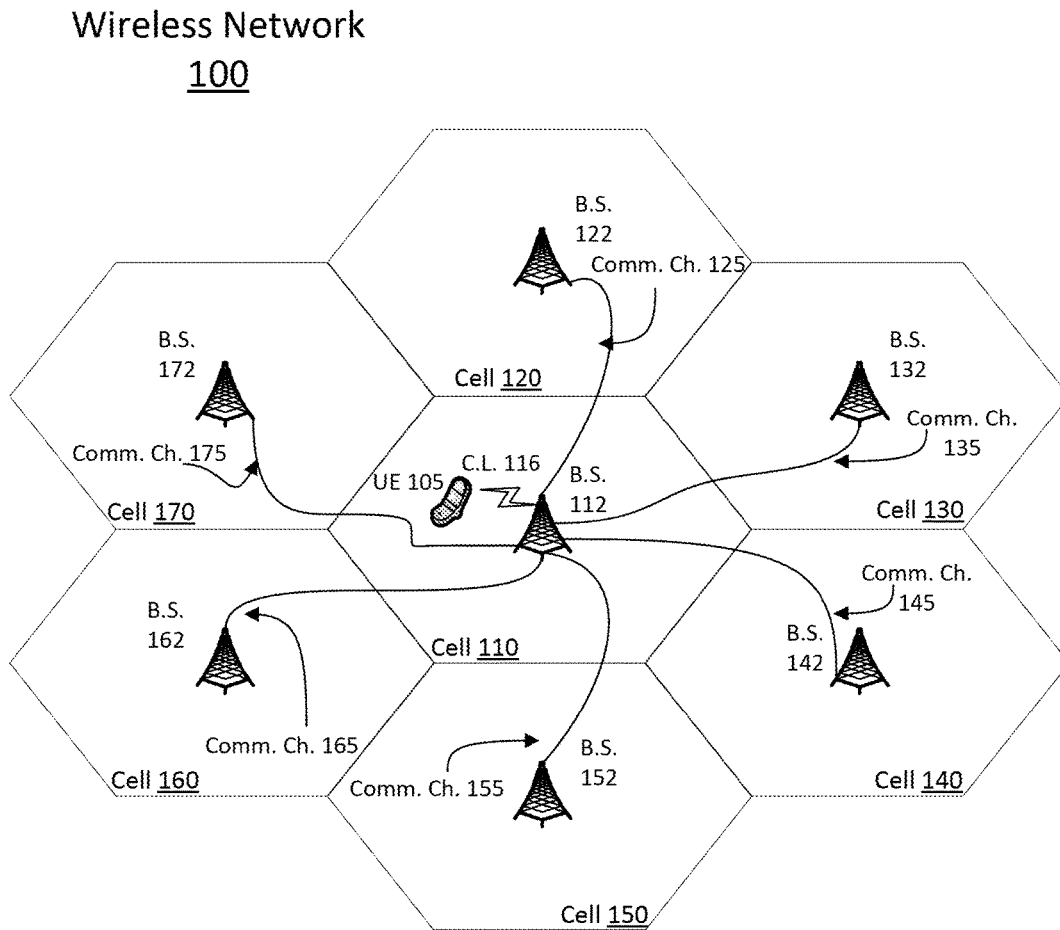 Wireless Network
100
B.S.
122
Comm. Ch. 125
B.S.
172
B.S.
132
Cell 120
Comm. Ch.
135
Comm. Ch. 175
C.L. 116
UE 105
B.S.
112
Cell 170
Cell 130
Comm. Ch.
145
B.S.
162
B.S.
142
Cell 110
Comm. Ch. 165
B.S.
152
Cell 160
Comm. Ch. 155
Cell 140
Cell 150